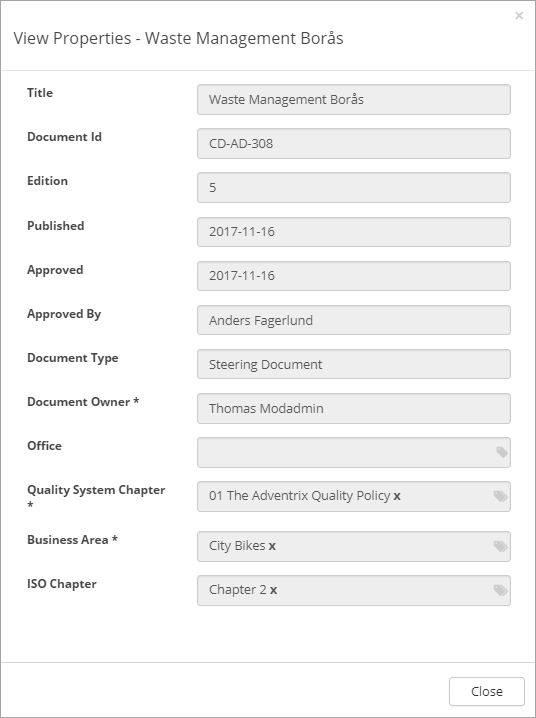 ×
View Properties - Waste Management Borås
Title
Waste Management Borås
Document Id
CD-AD-308
Edition
5
Published
2017-11-16
Approved
2017-11-16
Approved By
Anders Fagerlund
Document Type
Steering Document
Document Owner *
Thomas Modadmin
Office
Quality System Chapter
*
01 The Adventrix Quality Policy x
Business Area *
City Bikes x
ISO Chapter
Chapter 2 x
Close